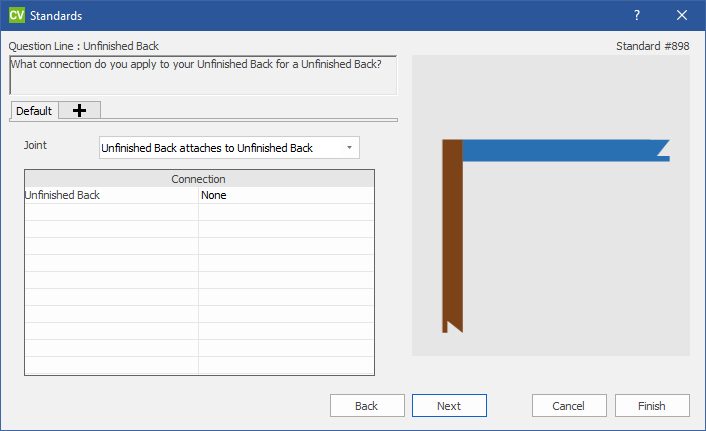 CV Standards
?
Question Line : Unfinished Back
Standard #898
What connection do you apply to your Unfinished Back for a Unfinished Back?
Default
Joint
Unfinished Back attaches to Unfinished Back
Connection
Unfinished Back None
Back Next Cancel Finish